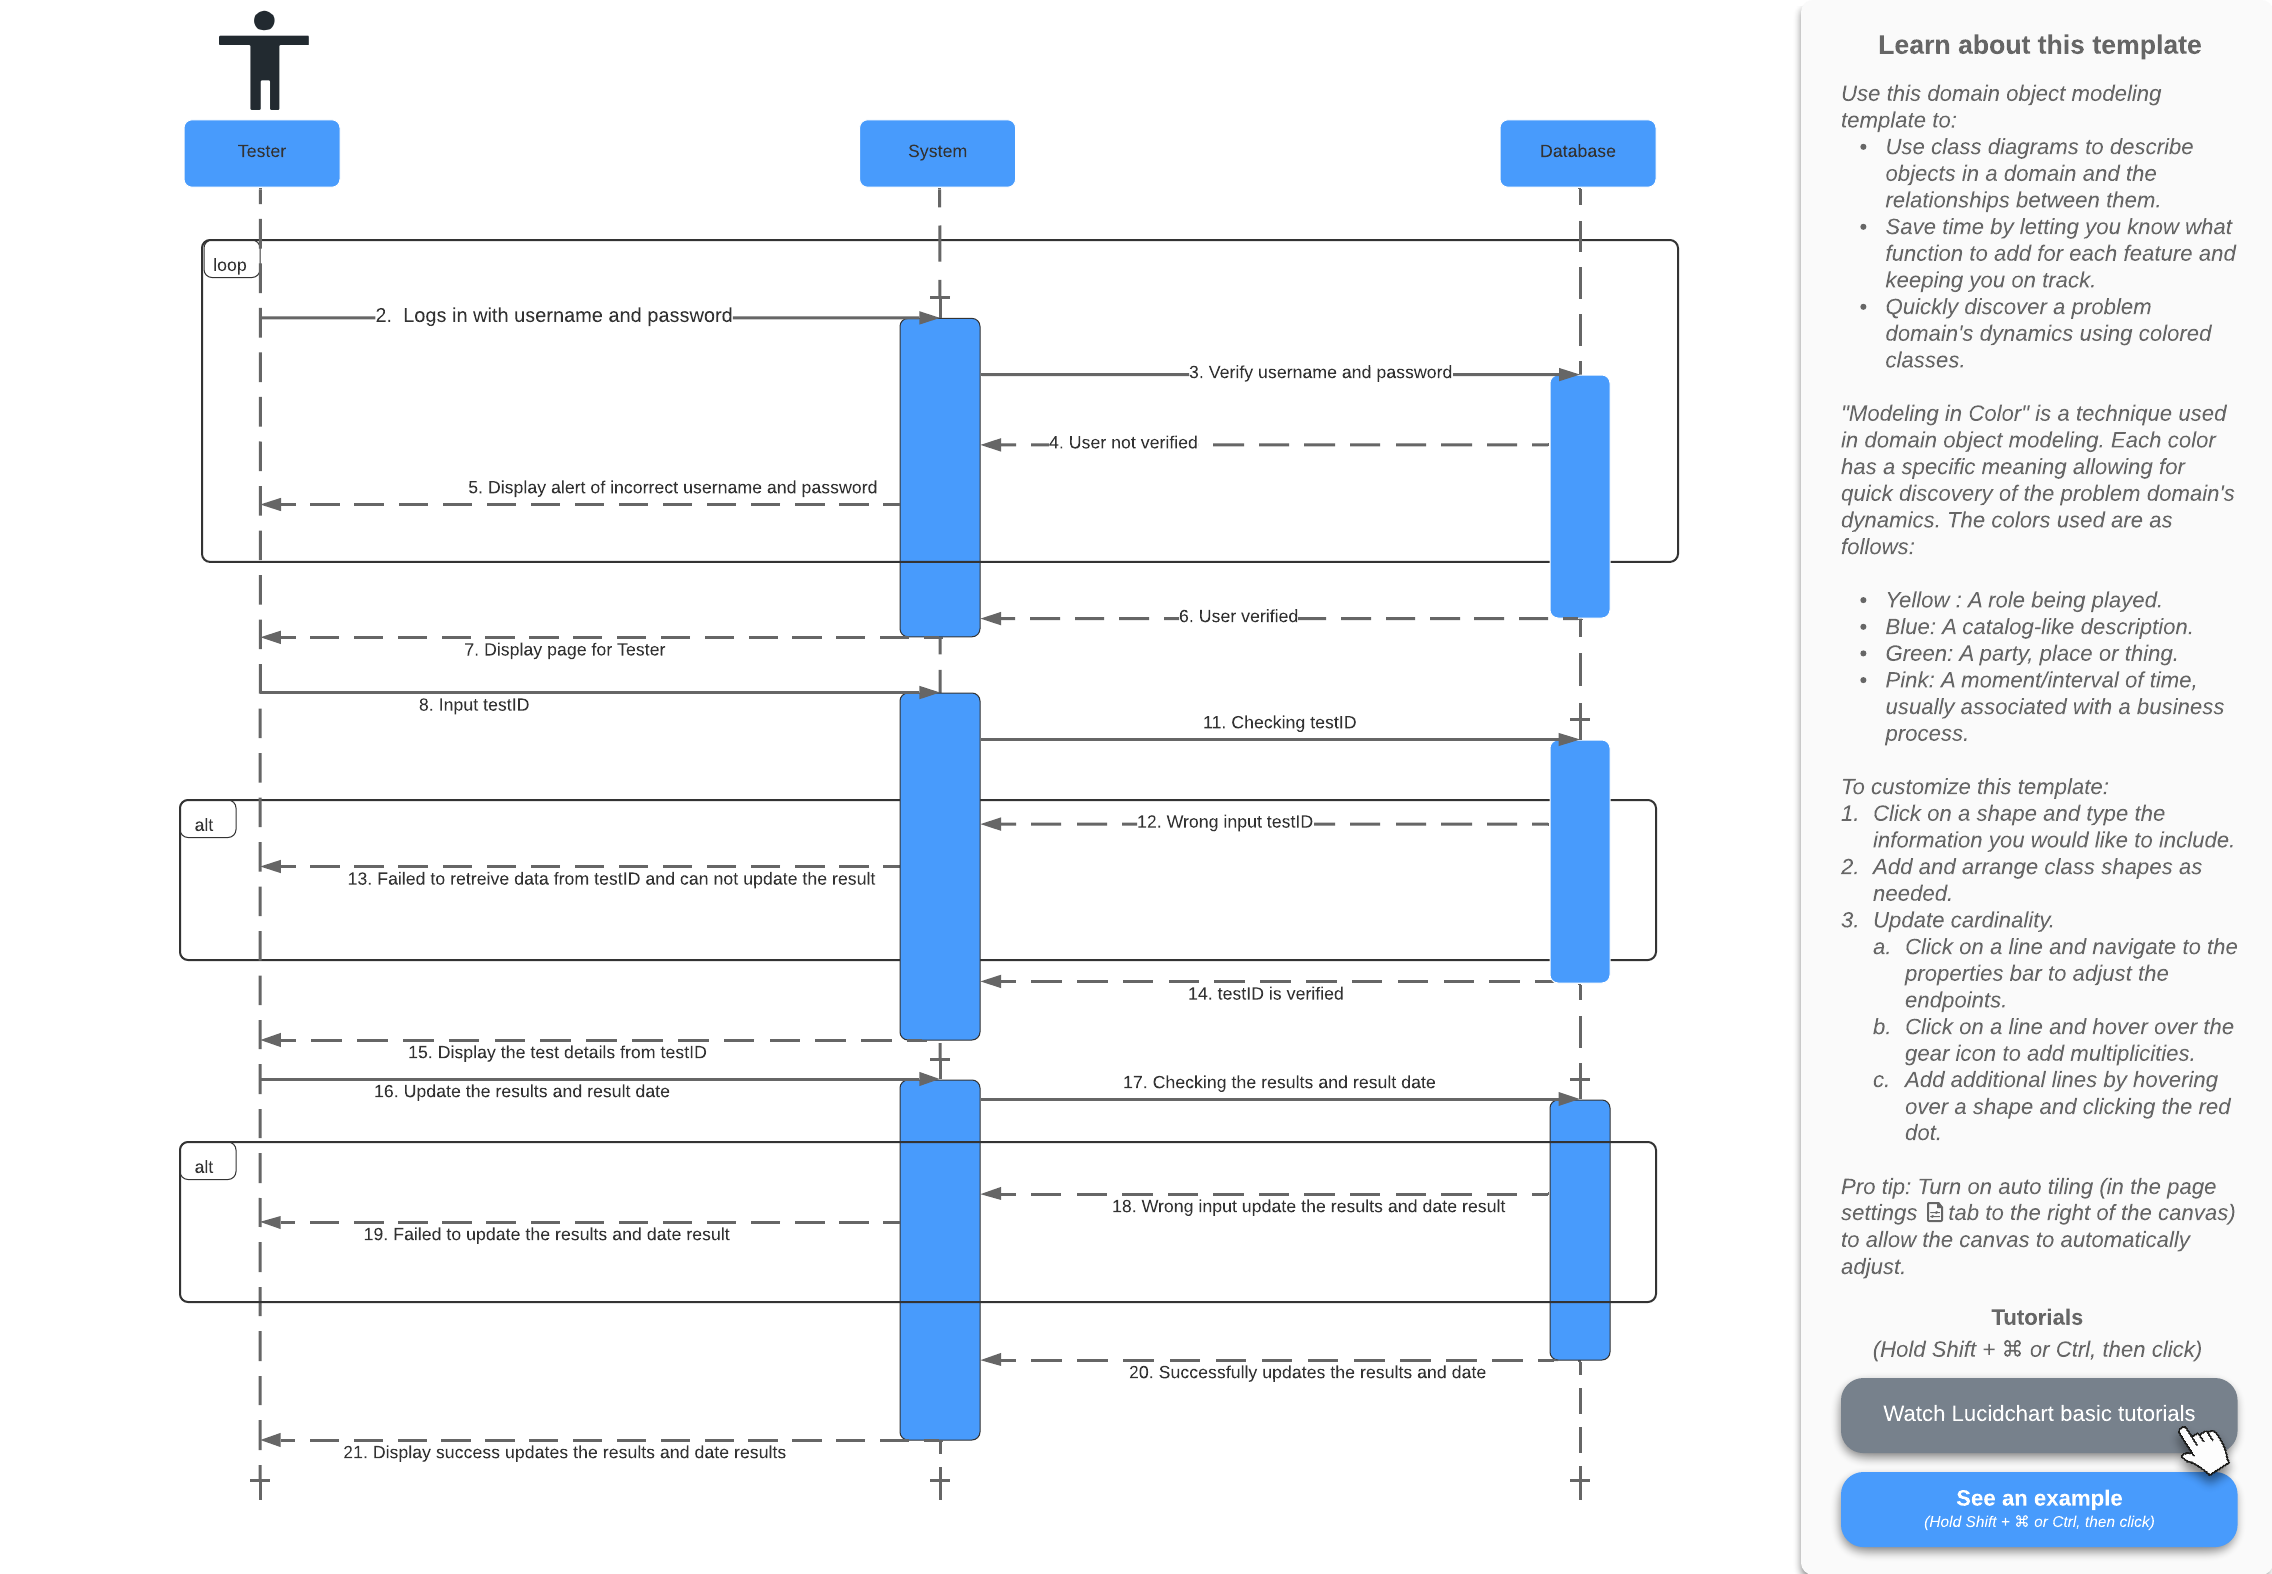 Tester
System
Database
loop
2.  Logs in with username and password
3. Verify username and password
4. User not verified
5. Display alert of incorrect username and password
6. User verified
7. Display page for Tester
8. Input testID
11. Checking testID
alt
12. Wrong input testID
13. Failed to retreive data from testID and can not update the result
14. testID is verified
15. Display the test details from testID
16. Update the results and result date
17. Checking the results and result date
alt
18. Wrong input update the results and date result
19. Failed to update the results and date result
20. Successfully updates the results and date
21. Display success updates the results and date results
Learn about this template
Use this domain object modeling
template to:
• Use class diagrams to describe
objects in a domain and the
relationships between them.
• Save time by letting you know what
function to add for each feature and
keeping you on track.
• Quickly discover a problem
domain's dynamics using colored
classes.
"Modeling in Color" is a technique used
in domain object modeling. Each color
has a specific meaning allowing for
quick discovery of the problem domain's
dynamics. The colors used are as
follows:
• Yellow : A role being played.
• Blue: A catalog-like description.
• Green: A party, place or thing.
• Pink: A moment/interval of time,
usually associated with a business
process.
To customize this template:
1. Click on a shape and type the
information you would like to include.
2. Add and arrange class shapes as
needed.
3. Update cardinality.
a. Click on a line and navigate to the
properties bar to adjust the
endpoints.
b. Click on a line and hover over the
gear icon to add multiplicities.
c. Add additional lines by hovering
over a shape and clicking the red
dot.
Pro tip: Turn on auto tiling (in the page
settings tab to the right of the canvas)
to allow the canvas to automatically
adjust.
Tutorials
(Hold Shift + ⌘ or Ctrl, then click)
Watch Lucidchart basic tutorials
See an example
(Hold Shift + ⌘ or Ctrl, then click)